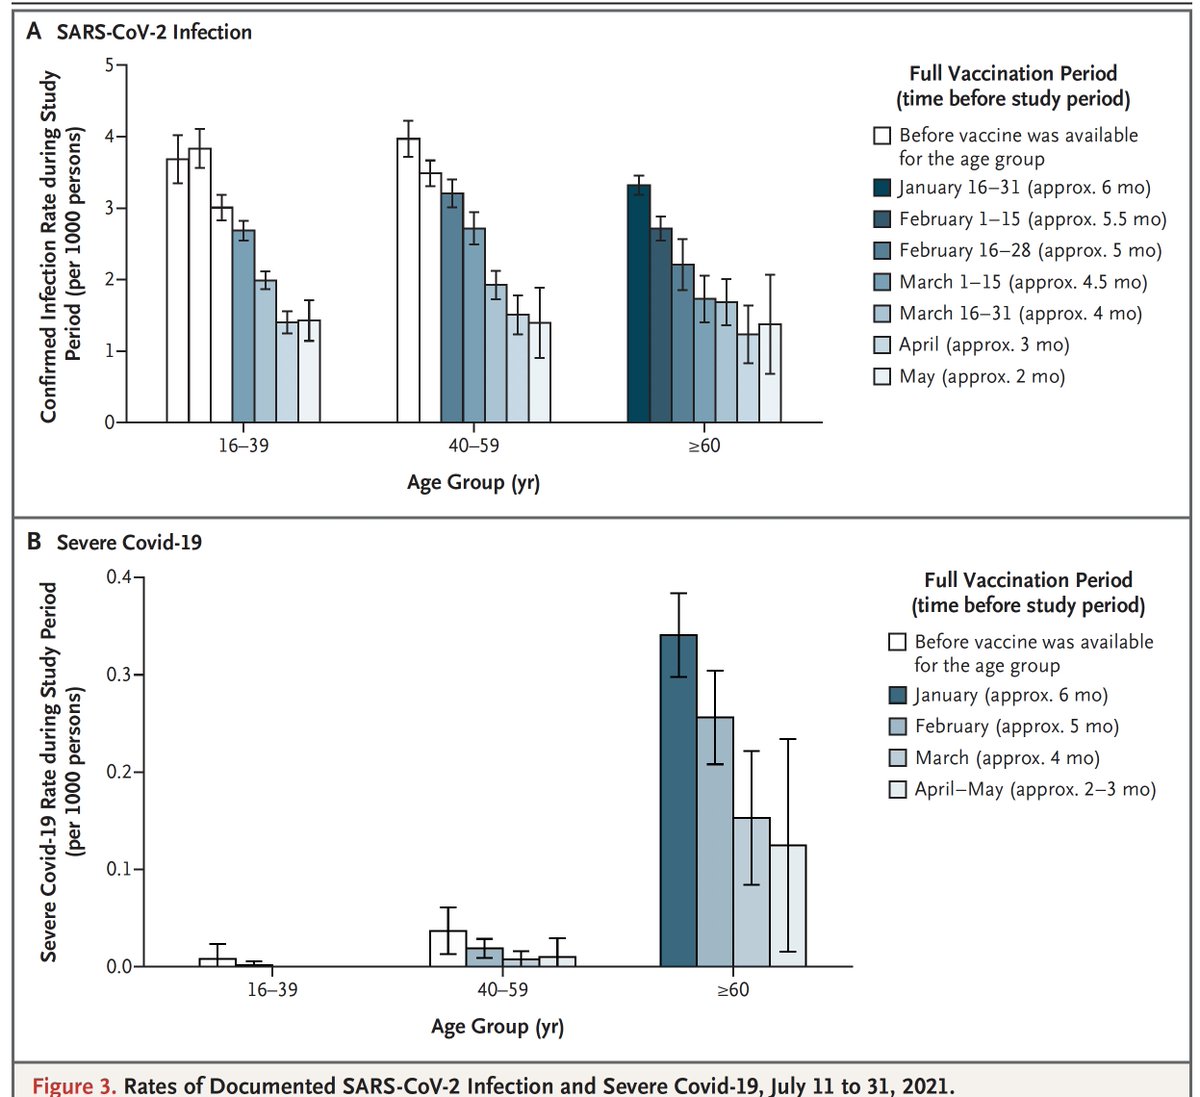 A SARS-CoV-2 Infection
Confirmed Infection Rate during Study
Period (per 1000 persons)
5
4
3
2
1
0
16–39
40–59
≥60
Age Group (yr)
Full Vaccination Period
(time before study period)
Before vaccine was available
for the age group
January 16–31 (approx. 6 mo)
February 1–15 (approx. 5.5 mo)
February 16–28 (approx. 5 mo)
March 1–15 (approx. 4.5 mo)
March 16–31 (approx. 4 mo)
April (approx. 3 mo)
May (approx. 2 mo)
B Severe Covid-19
Severe Covid-19 Rate during Study Period
(per 1000 persons)
0.4
0.3
0.2
0.1
0.0
16–39
40–59
≥60
Age Group (yr)
Full Vaccination Period
(time before study period)
Before vaccine was available
for the age group
January (approx. 6 mo)
February (approx. 5 mo)
March (approx. 4 mo)
April–May (approx. 2–3 mo)
Figure 3. Rates of Documented SARS-CoV-2 Infection and Severe Covid-19, July 11 to 31, 2021.